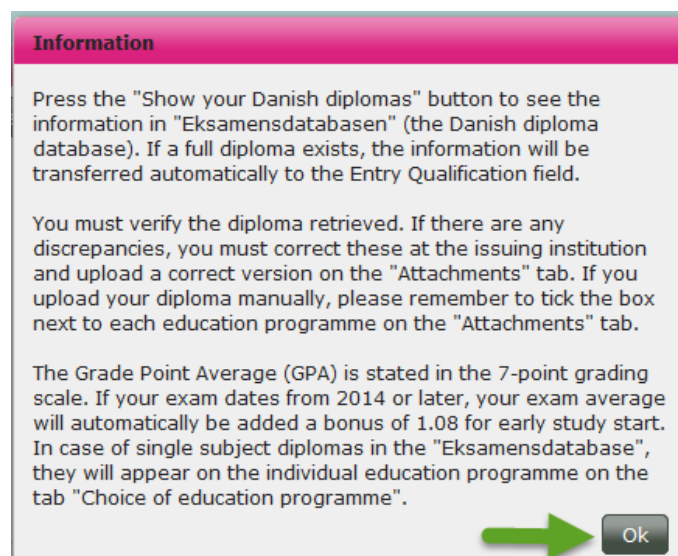 Information
Press the "Show your Danish diplomas" button to see the
information in "Eksamensdatabasen" (the Danish diploma
database). If a full diploma exists, the information will be
transferred automatically to the Entry Qualification field.
You must verify the diploma retrieved. If there are any
discrepancies, you must correct these at the issuing institution
and upload a correct version on the "Attachments" tab. If you
upload your diploma manually, please remember to tick the box
next to each education programme on the "Attachments" tab.
The Grade Point Average (GPA) is stated in the 7-point grading
scale. If your exam dates from 2014 or later, your exam average
will automatically be added a bonus of 1.08 for early study start.
In case of single subject diplomas in the "Eksamensdatabase",
they will appear on the individual education programme on the
tab "Choice of education programme".
Ok